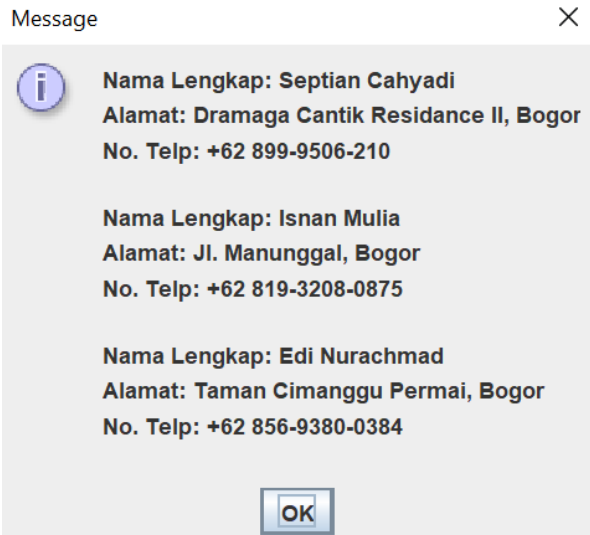 Message
Nama Lengkap: Septian Cahyadi
Alamat: Dramaga Cantik Residance II, Bogor
No. Telp: +62 899-9506-210
Nama Lengkap: Isnan Mulia
Alamat: Jl. Manunggal, Bogor
No. Telp: +62 819-3208-0875
Nama Lengkap: Edi Nurachmad
Alamat: Taman Cimanggu Permai, Bogor
No. Telp: +62 856-9380-0384
OK